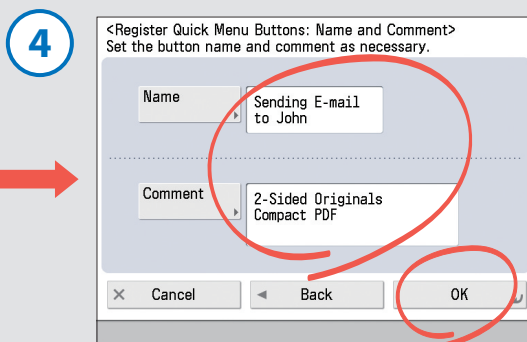 4
<Register Quick Menu Buttons: Name and Comment>
Set the button name and comment as necessary.
Name
Sending E-mail
to John
Comment
2-Sided Originals
Compact PDF
Cancel
Back
OK